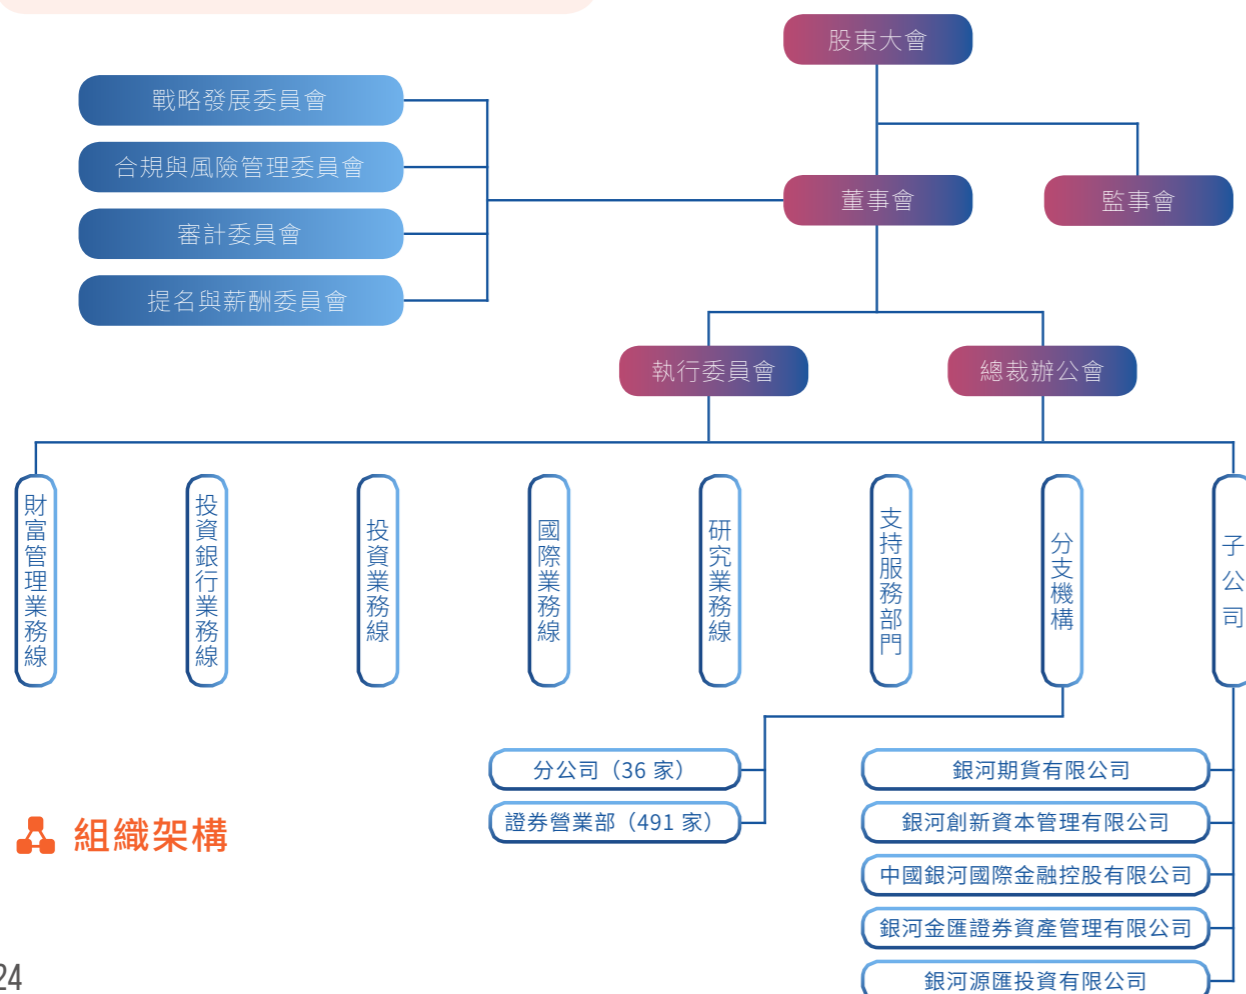 股東大會
戰略發展委員會
合規與風險管理委員會
審計委員會
提名與薪酬委員會
董事會
監事會
執行委員會
總裁辦公會
財富管理業務線
投資銀行業務線
投資業務線
國際業務線
研究業務線
支持服務部門
分支機構
子公司
分公司（36 家）
證券營業部（491 家）
銀河期貨有限公司
銀河創新資本管理有限公司
中國銀河國際金融控股有限公司
銀河金匯證券資產管理有限公司
銀河源匯投資有限公司
組織架構
24